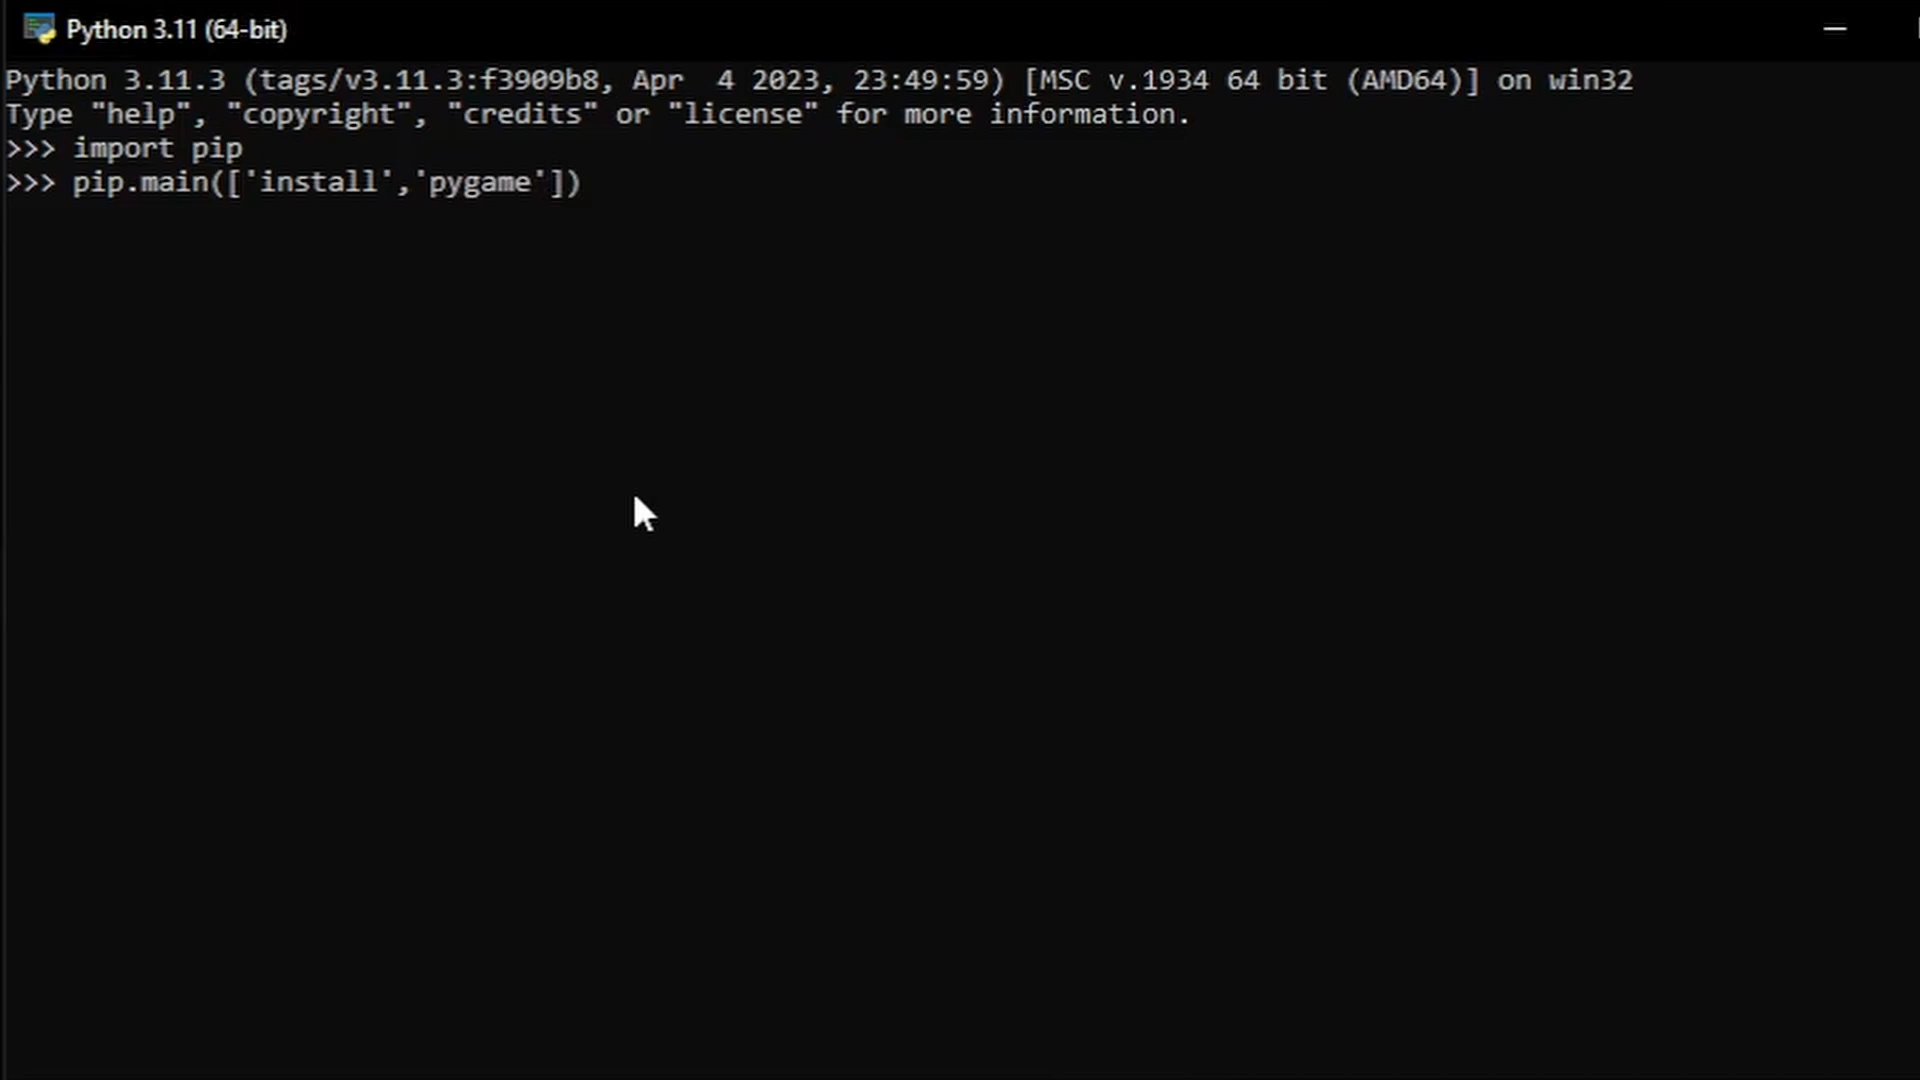 Python 3.11 (64-bit)
Python 3.11.3 (tags/v3.11.3:f3909b8, Apr  4 2023, 23:49:59) [MSC v.1934 64 bit (AMD64)] on win32
Type "help", "copyright", "credits" or "license" for more information.
>>> import pip
>>> pip.main(['install','pygame'])